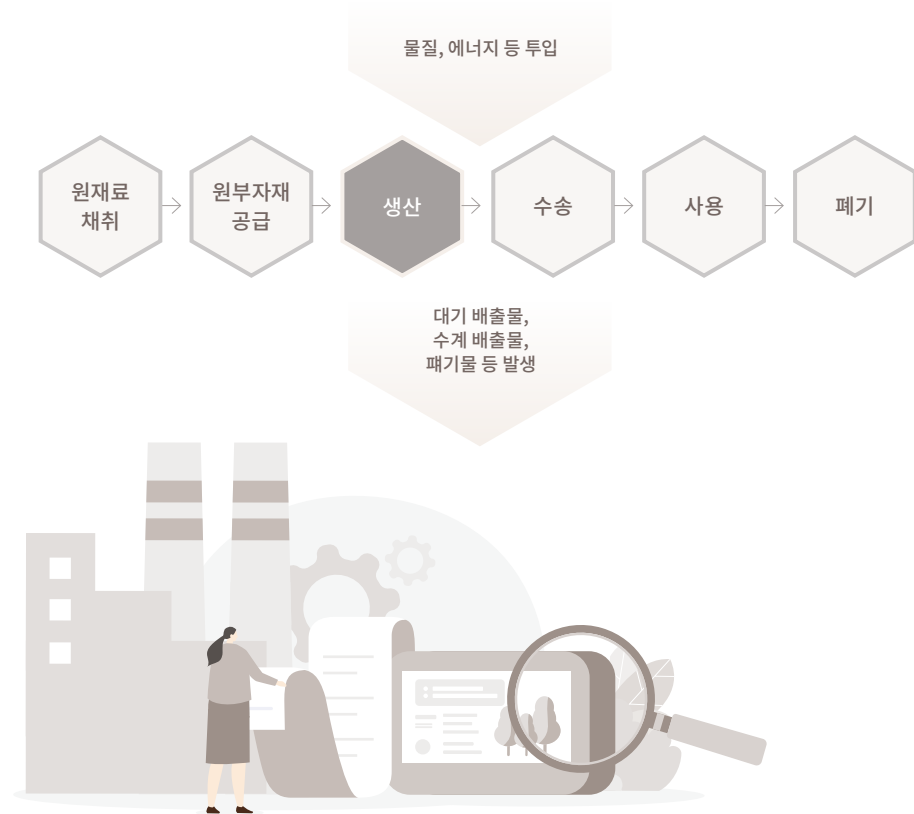 물질, 에너지 등 투입
원재료
채취
원부자재
공급
생산
수송
사용
폐기
대기 배출물,
수계 배출물,
퍠기물 등 발생